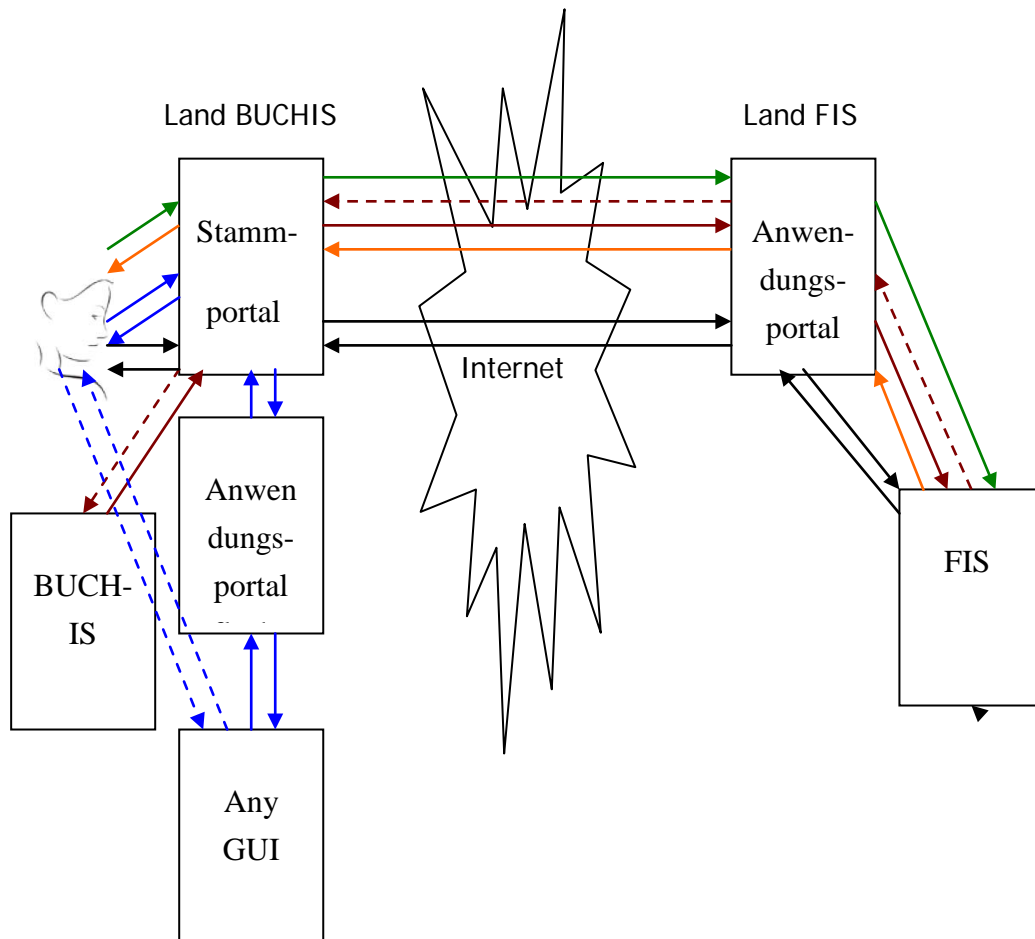 Land BUCHIS
Land FIS
Stamm-
portal
Anwen-
dungs-
portal
Internet
Anwen
dungs-
portal
BUCH-
IS
FIS
Any
GUI